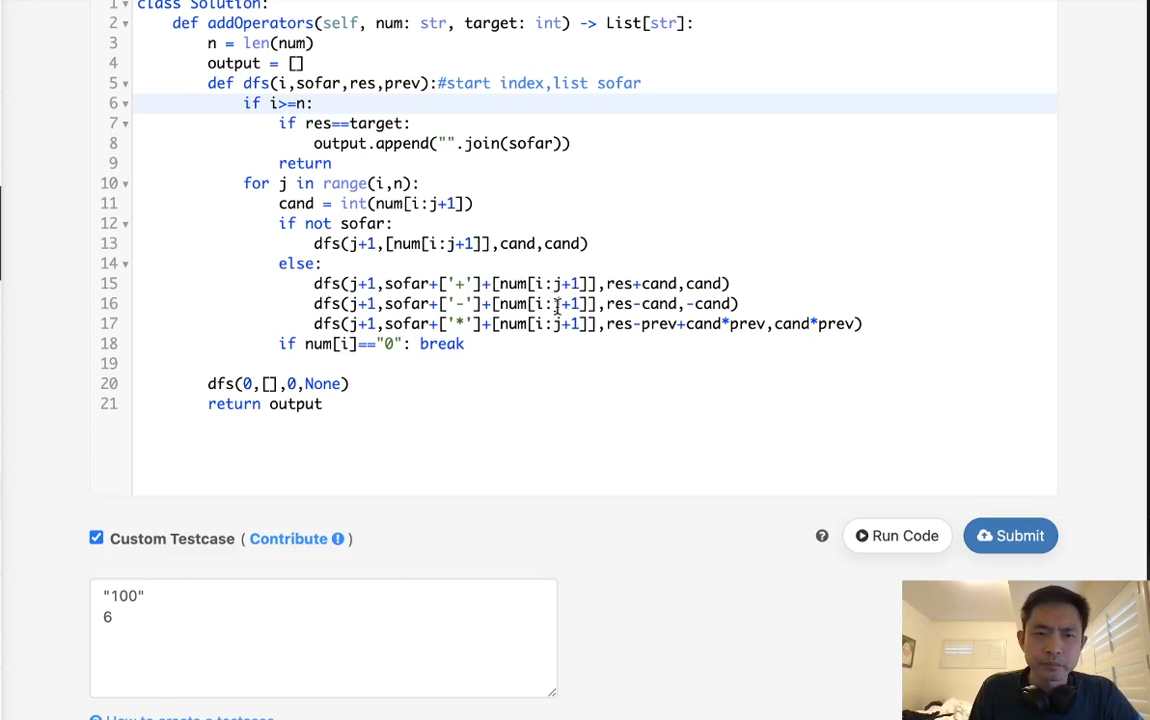 1 class Solution:
2 def addOperators(self, num: str, target: int) -> List[str]:
3 n = len(num)
4 output = []
5 def dfs(i,sofar,res,prev):#start index,list sofar
6 if i>=n:
7 if res==target:
8 output.append("".join(sofar))
9 return
10 for j in range(i,n):
11 cand = int(num[i:j+1])
12 if not sofar:
13 dfs(j+1,[num[i:j+1]],cand,cand)
14 else:
15 dfs(j+1,sofar+['+']+[num[i:j+1]],res+cand,cand)
16 dfs(j+1,sofar+['-']+[num[i:j+1]],res-cand,-cand)
17 dfs(j+1,sofar+['*']+[num[i:j+1]],res-prev+cand*prev,cand*prev)
18 if num[i]=="0": break
19
20 dfs(0,[],0,None)
21 return output
Custom Testcase ( Contribute )
? Run Code Submit
"100"
6
How to create a testcase